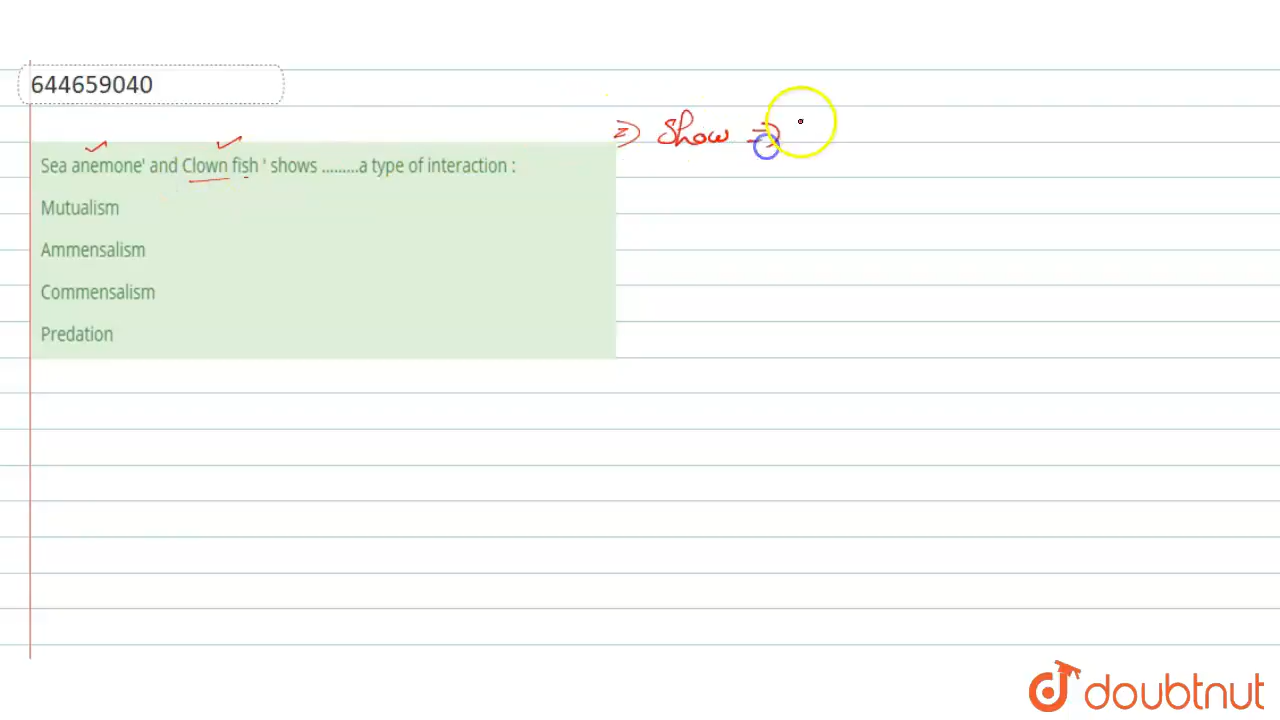 644659040
⇒ Show ⇒
Sea anemone' and Clown fish ' shows .........a type of interaction :
Mutualism
Ammensalism
Commensalism
Predation
doubtnut